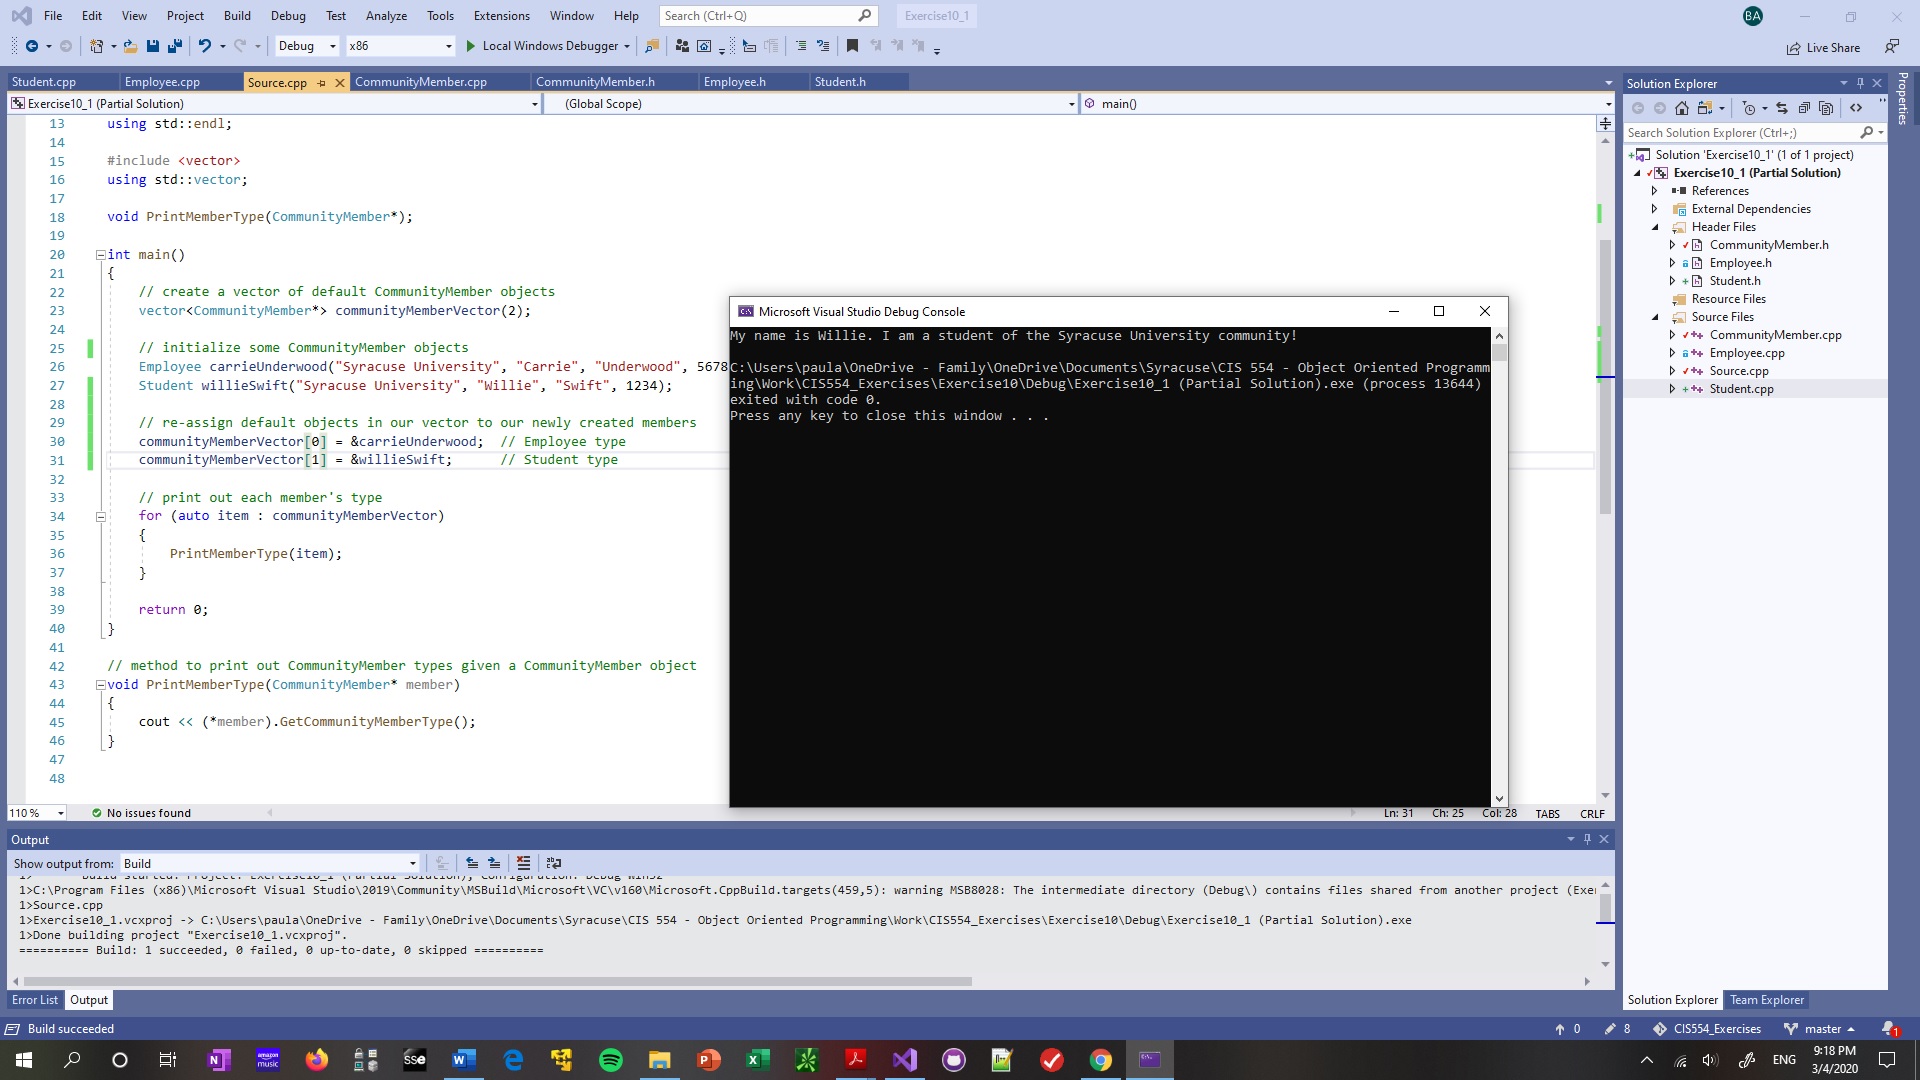 File Edit View Project Build Debug Test Analyze Tools Extensions Window Help Search (Ctrl+Q) Exercise10_1 BA
Debug x86 Local Windows Debugger Live Share
Student.cpp Employee.cpp Source.cpp CommunityMember.cpp CommunityMember.h Employee.h Student.h
Exercise10_1 (Partial Solution) (Global Scope) main()
13 using std::endl;
14
15 #include <vector>
16 using std::vector;
17
18 void PrintMemberType(CommunityMember*);
19
20 int main()
21 {
22 // create a vector of default CommunityMember objects
23 vector<CommunityMember*> communityMemberVector(2);
24
25 // initialize some CommunityMember objects
26 Employee carrieUnderwood("Syracuse University", "Carrie", "Underwood", 5678
27 Student willieSwift("Syracuse University", "Willie", "Swift", 1234);
28
29 // re-assign default objects in our vector to our newly created members
30 communityMemberVector[0] = &carrieUnderwood; // Employee type
31 communityMemberVector[1] = &willieSwift; // Student type
32
33 // print out each member's type
34 for (auto item : communityMemberVector)
35 {
36 PrintMemberType(item);
37 }
38
39 return 0;
40 }
41
42 // method to print out CommunityMember types given a CommunityMember object
43 void PrintMemberType(CommunityMember* member)
44 {
45 cout << (*member).GetCommunityMemberType();
46 }
47
48
110 % No issues found Ln: 31 Ch: 25 Col: 28 TABS CRLF
Microsoft Visual Studio Debug Console
My name is Willie. I am a student of the Syracuse University community!
C:\Users\paula\OneDrive - Family\OneDrive\Documents\Syracuse\CIS 554 - Object Oriented Programm
ing\Work\CIS554_Exercises\Exercise10\Debug\Exercise10_1 (Partial Solution).exe (process 13644)
exited with code 0.
Press any key to close this window . . .
Output
Show output from: Build
1> Build started: Project: Exercise10_1 (Partial Solution), Configuration: Debug Win32
1>C:\Program Files (x86)\Microsoft Visual Studio\2019\Community\MSBuild\Microsoft\VC\v160\Microsoft.CppBuild.targets(459,5): warning MSB8028: The intermediate directory (Debug\) contains files shared from another project (Exer
1>Source.cpp
1>Exercise10_1.vcxproj -> C:\Users\paula\OneDrive - Family\OneDrive\Documents\Syracuse\CIS 554 - Object Oriented Programming\Work\CIS554_Exercises\Exercise10\Debug\Exercise10_1 (Partial Solution).exe
1>Done building project "Exercise10_1.vcxproj".
========== Build: 1 succeeded, 0 failed, 0 up-to-date, 0 skipped ==========
Error List Output
Solution Explorer
Search Solution Explorer (Ctrl+;)
Solution 'Exercise10_1' (1 of 1 project)
Exercise10_1 (Partial Solution)
References
External Dependencies
Header Files
CommunityMember.h
Employee.h
Student.h
Resource Files
Source Files
CommunityMember.cpp
Employee.cpp
Source.cpp
Student.cpp
Solution Explorer Team Explorer
Properties
Build succeeded 0 8 CIS554_Exercises master 1
amazon music SSe ENG 9:18 PM
3/4/2020